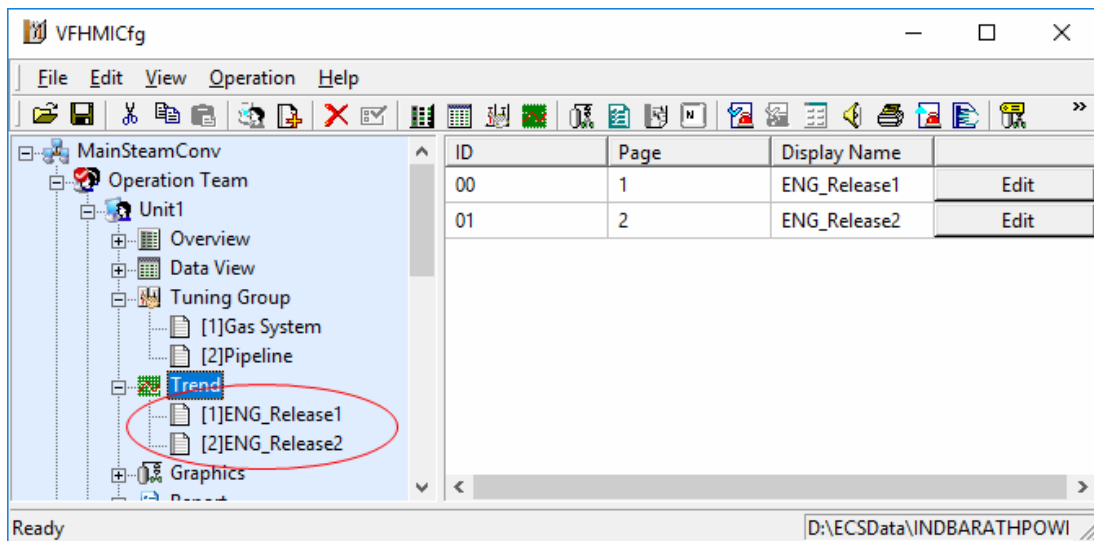 VFHMICfg
File Edit View Operation Help
MainSteamConv
Operation Team
Unit1
Overview
Data View
Tuning Group
[1]Gas System
[2]Pipeline
Trend
[1]ENG_Release1
[2]ENG_Release2
Graphics
Report
ID Page Display Name
00 1 ENG_Release1 Edit
01 2 ENG_Release2 Edit
Ready D:\ECSData\INDBARATHPOWI